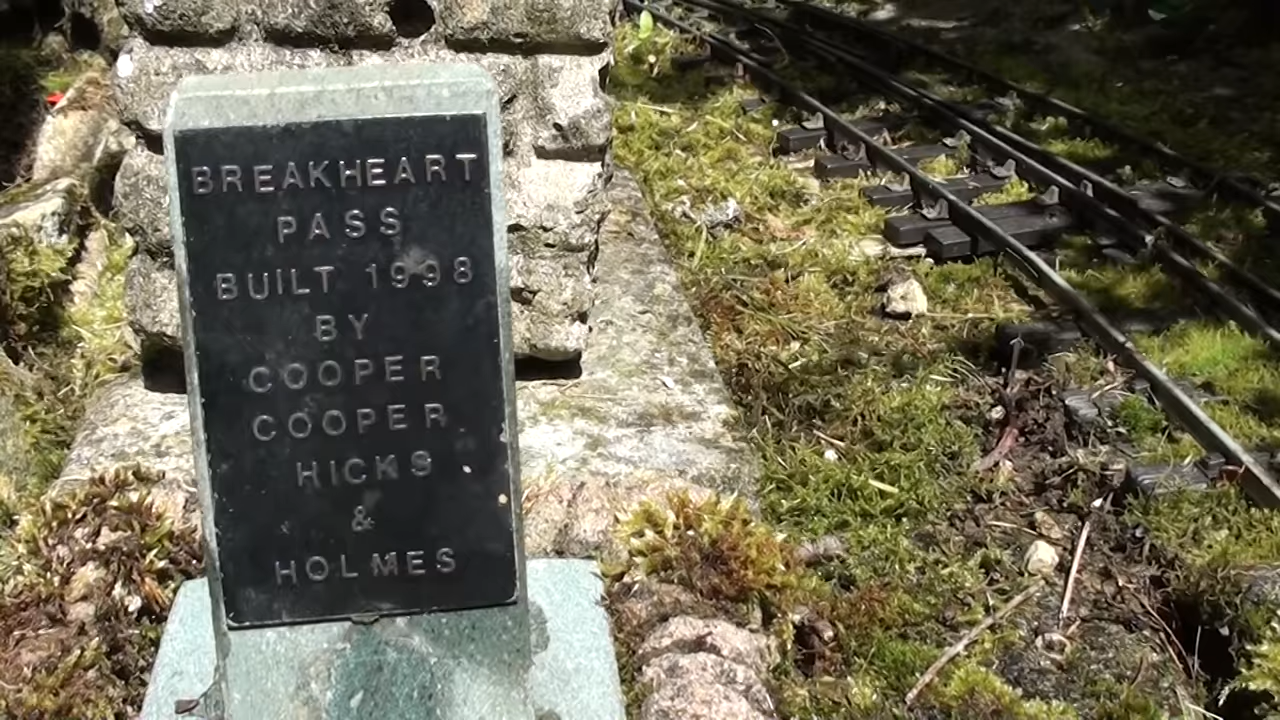 BREAKHEART
PASS
BUILT 1998
BY
COOPER
COOPER
HICKS
&
HOLMES